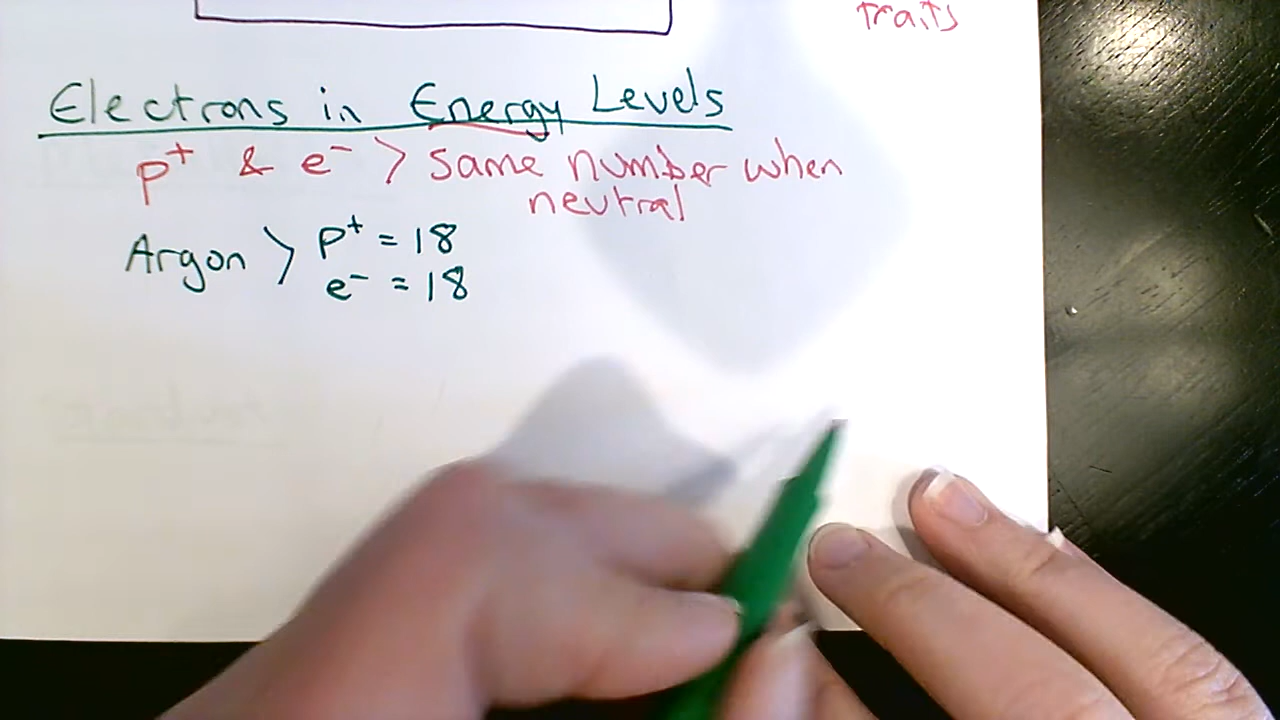 traits
Electrons in Energy Levels
p⁺ & e⁻ > same number when
neutral
Argon > p⁺ = 18
e⁻ = 18